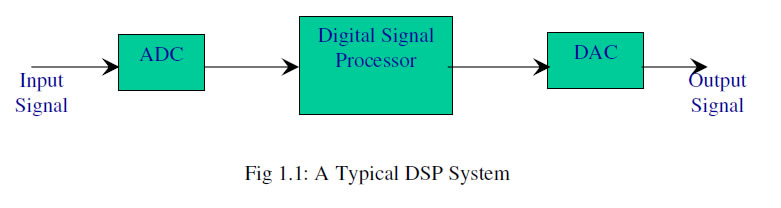 Input
Signal
ADC
Digital Signal
Processor
DAC
Output
Signal
Fig 1.1: A Typical DSP System